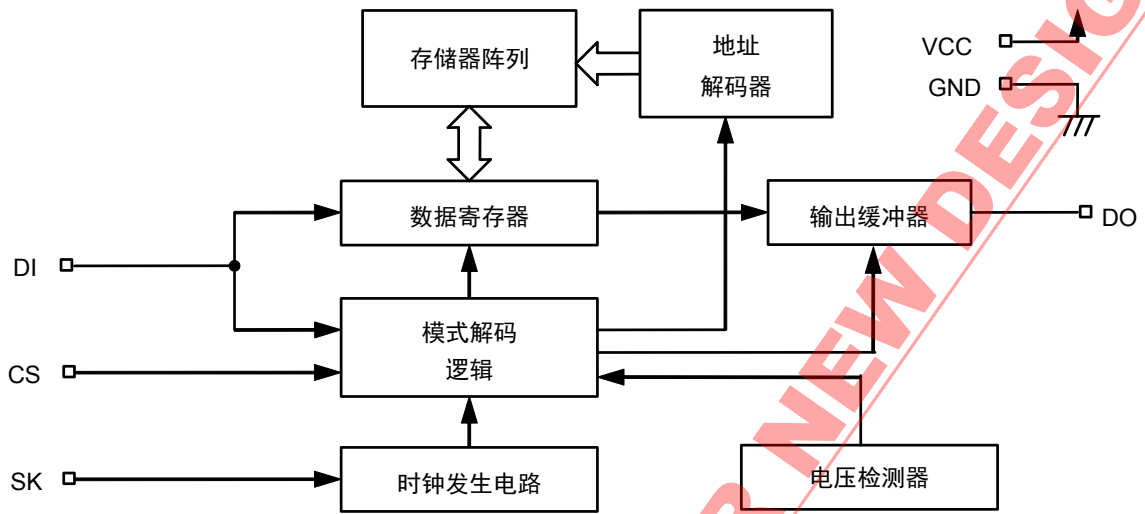 存储器阵列
地址
解码器
VCC
GND
数据寄存器
输出缓冲器
DO
DI
模式解码
逻辑
CS
SK
时钟发生电路
电压检测器
NEW DESIG